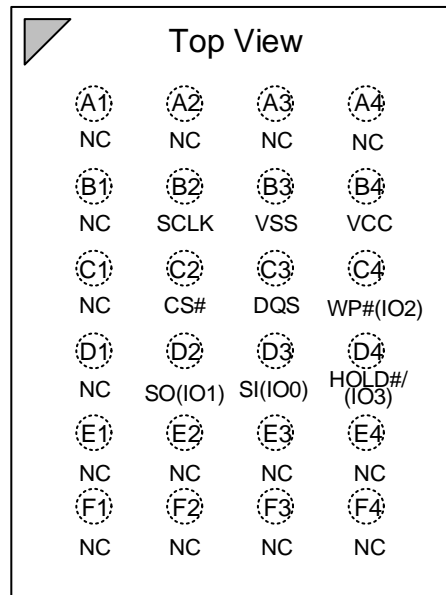 Top View
A1 A2 A3 A4
NC NC NC NC
B1 B2 B3 B4
NC SCLK VSS VCC
C1 C2 C3 C4
NC CS# DQS WP#(IO2)
D1 D2 D3 D4
NC SO(IO1) SI(IO0) HOLD#/
(IO3)
E1 E2 E3 E4
NC NC NC NC
F1 F2 F3 F4
NC NC NC NC